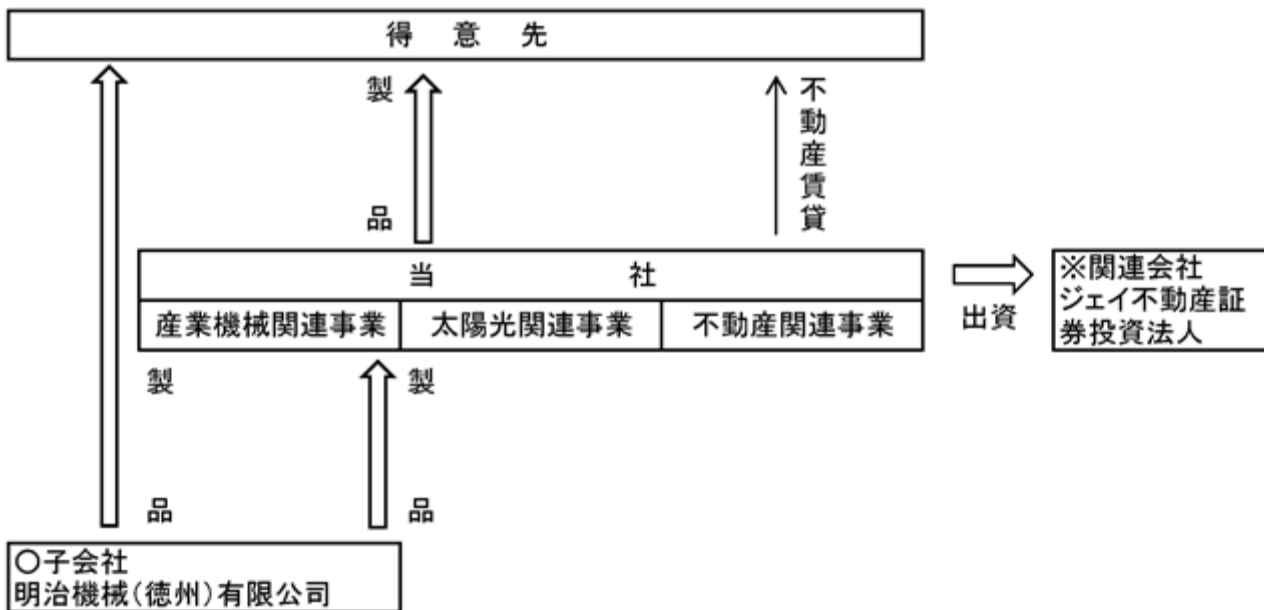 得意先
製品
不動産賃貸
当社
産業機械関連事業 太陽光関連事業 不動産関連事業
出資
※関連会社
ジェイ不動産証
券投資法人
製品
製品
○子会社
明治機械(徳州)有限公司